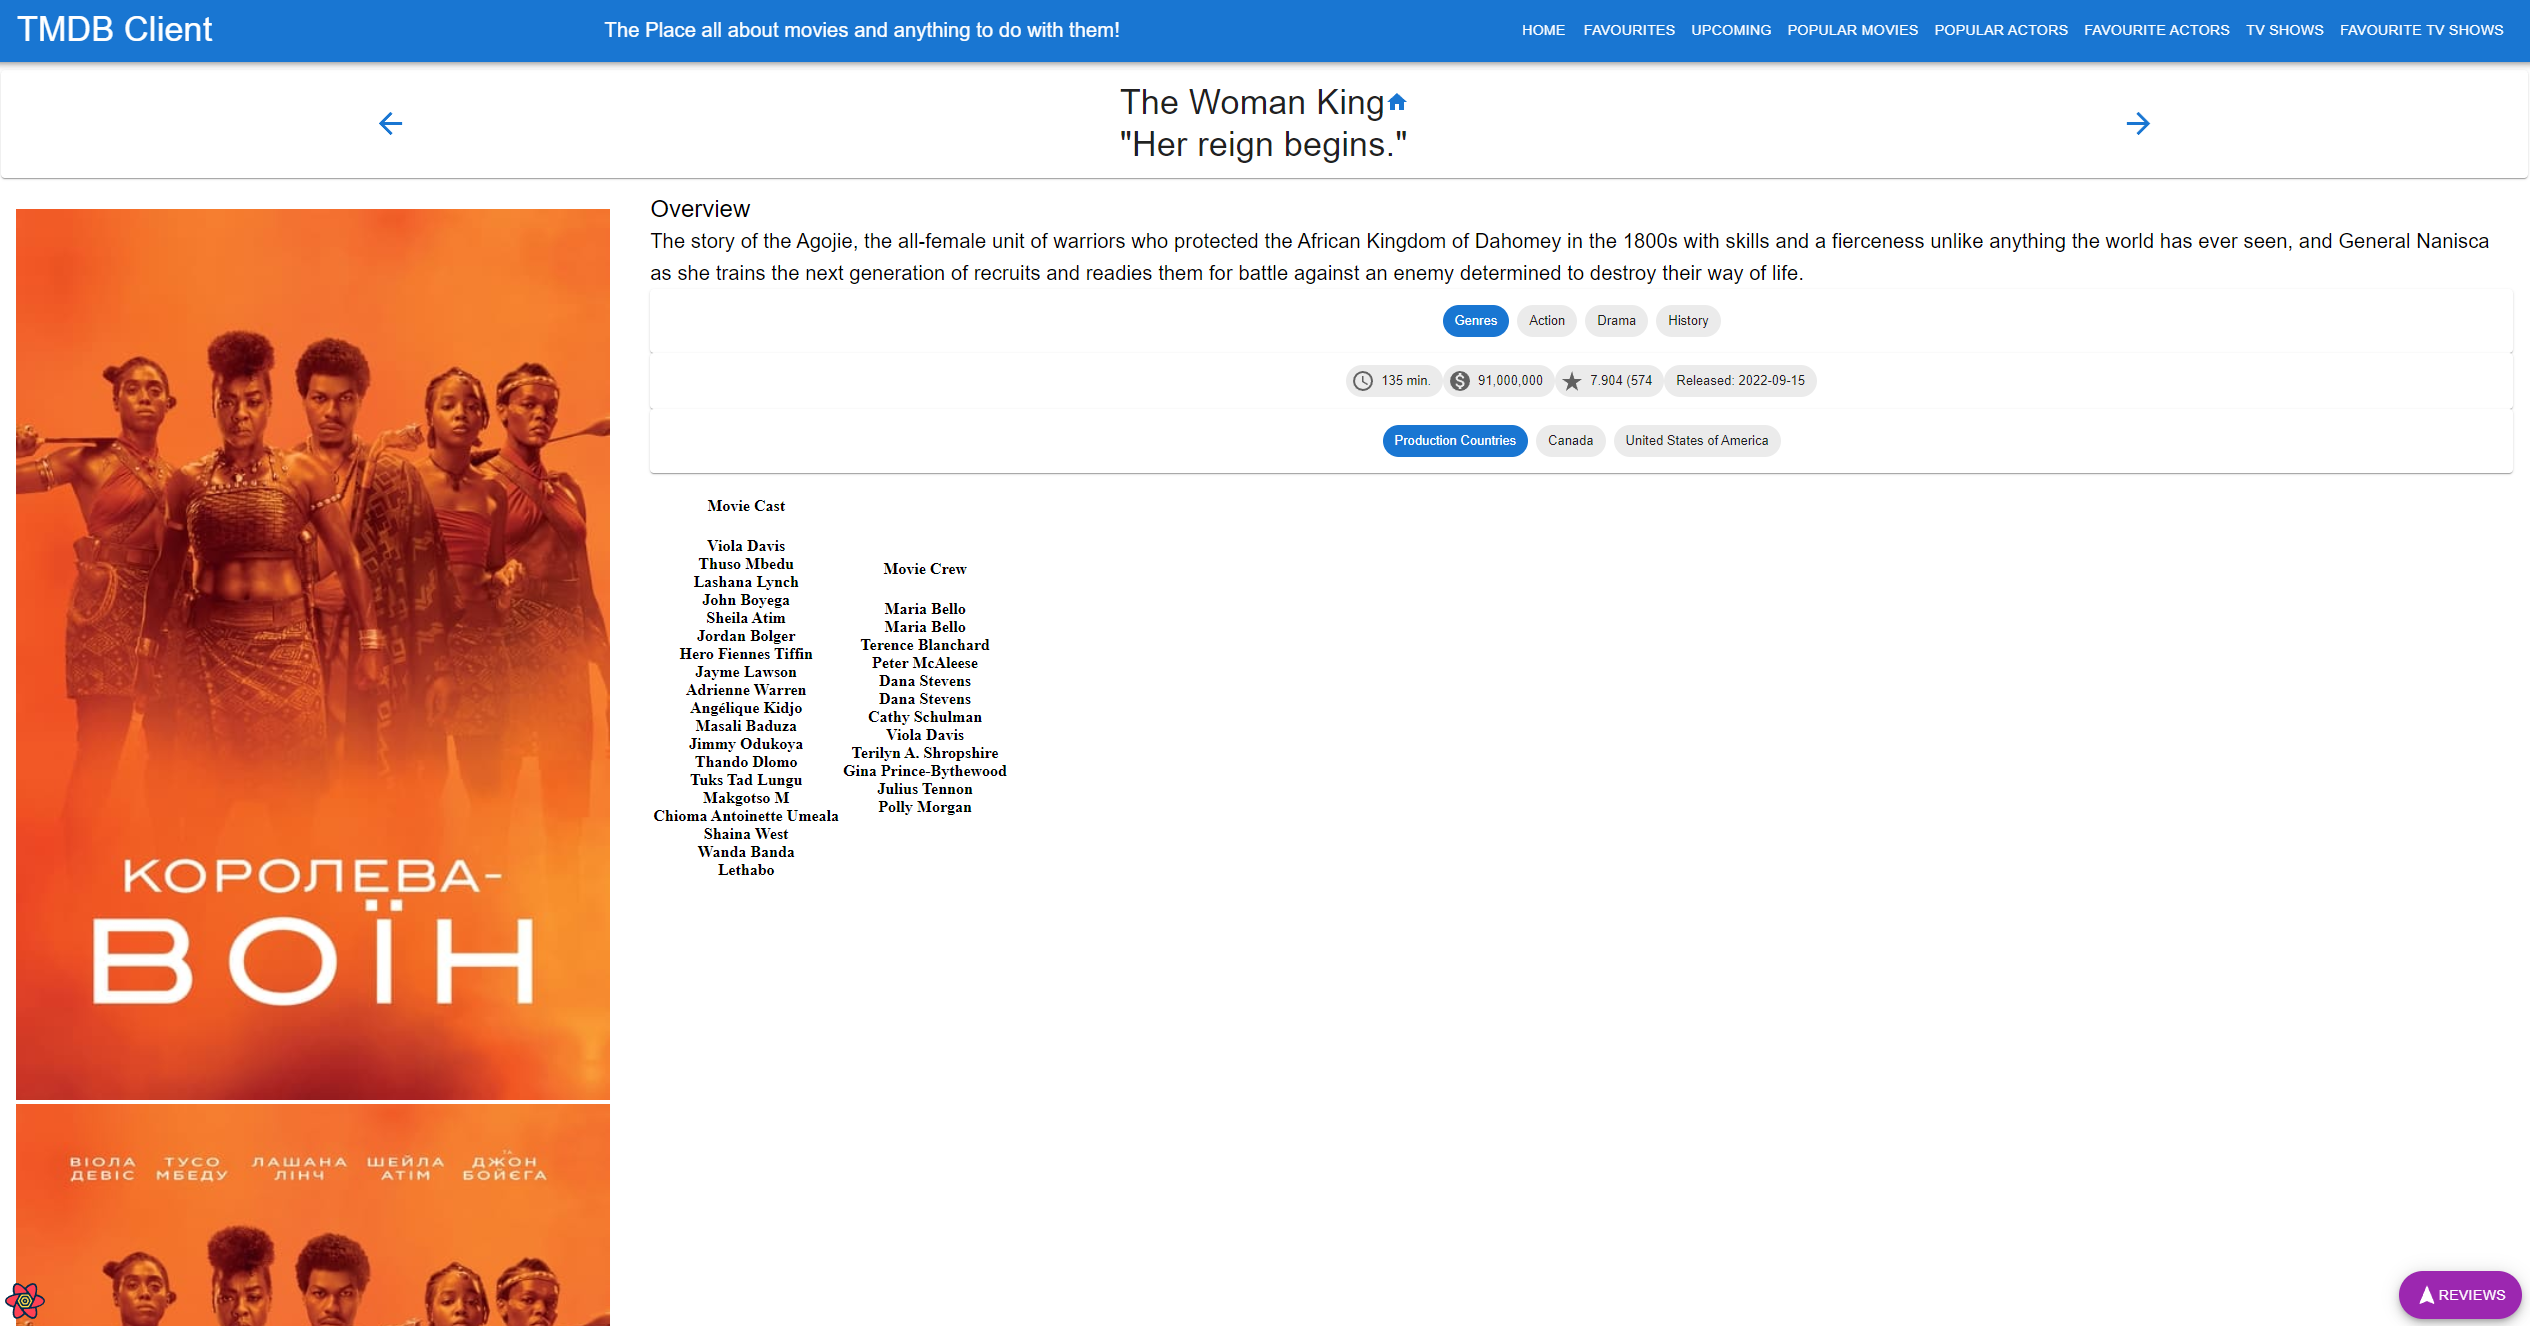 TMDB Client
The Place all about movies and anything to do with them!
HOME FAVOURITES UPCOMING POPULAR MOVIES POPULAR ACTORS FAVOURITE ACTORS TV SHOWS FAVOURITE TV SHOWS
The Woman King
"Her reign begins."
Overview
The story of the Agojie, the all-female unit of warriors who protected the African Kingdom of Dahomey in the 1800s with skills and a fierceness unlike anything the world has ever seen, and General Nanisca
as she trains the next generation of recruits and readies them for battle against an enemy determined to destroy their way of life.
Genres Action Drama History
135 min. 91,000,000 7.904 (574 Released: 2022-09-15
Production Countries Canada United States of America
Movie Cast
Viola Davis
Thuso Mbedu
Lashana Lynch
John Boyega
Sheila Atim
Jordan Bolger
Hero Fiennes Tiffin
Jayme Lawson
Adrienne Warren
Angélique Kidjo
Masali Baduza
Jimmy Odukoya
Thando Dlomo
Tuks Tad Lungu
Makgotso M
Chioma Antoinette Umeala
Shaina West
Wanda Banda
Lethabo
Movie Crew
Maria Bello
Maria Bello
Terence Blanchard
Peter McAleese
Dana Stevens
Dana Stevens
Cathy Schulman
Viola Davis
Terilyn A. Shropshire
Gina Prince-Bythewood
Julius Tennon
Polly Morgan
КОРОЛЕВА-
ВОЇН
ТА
ВІОЛА ТУСО ЛАШАНА ШЕЙЛА ДЖОН
ДЕВІС МБЕДУ ЛІНЧ АТІМ БОЙЄГА
REVIEWS